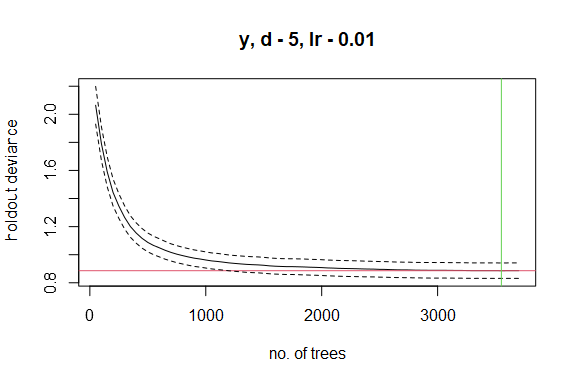 y, d - 5, lr - 0.01
holdout deviance
2.0
1.6
1.2
0.8
0
1000
2000
3000
no. of trees